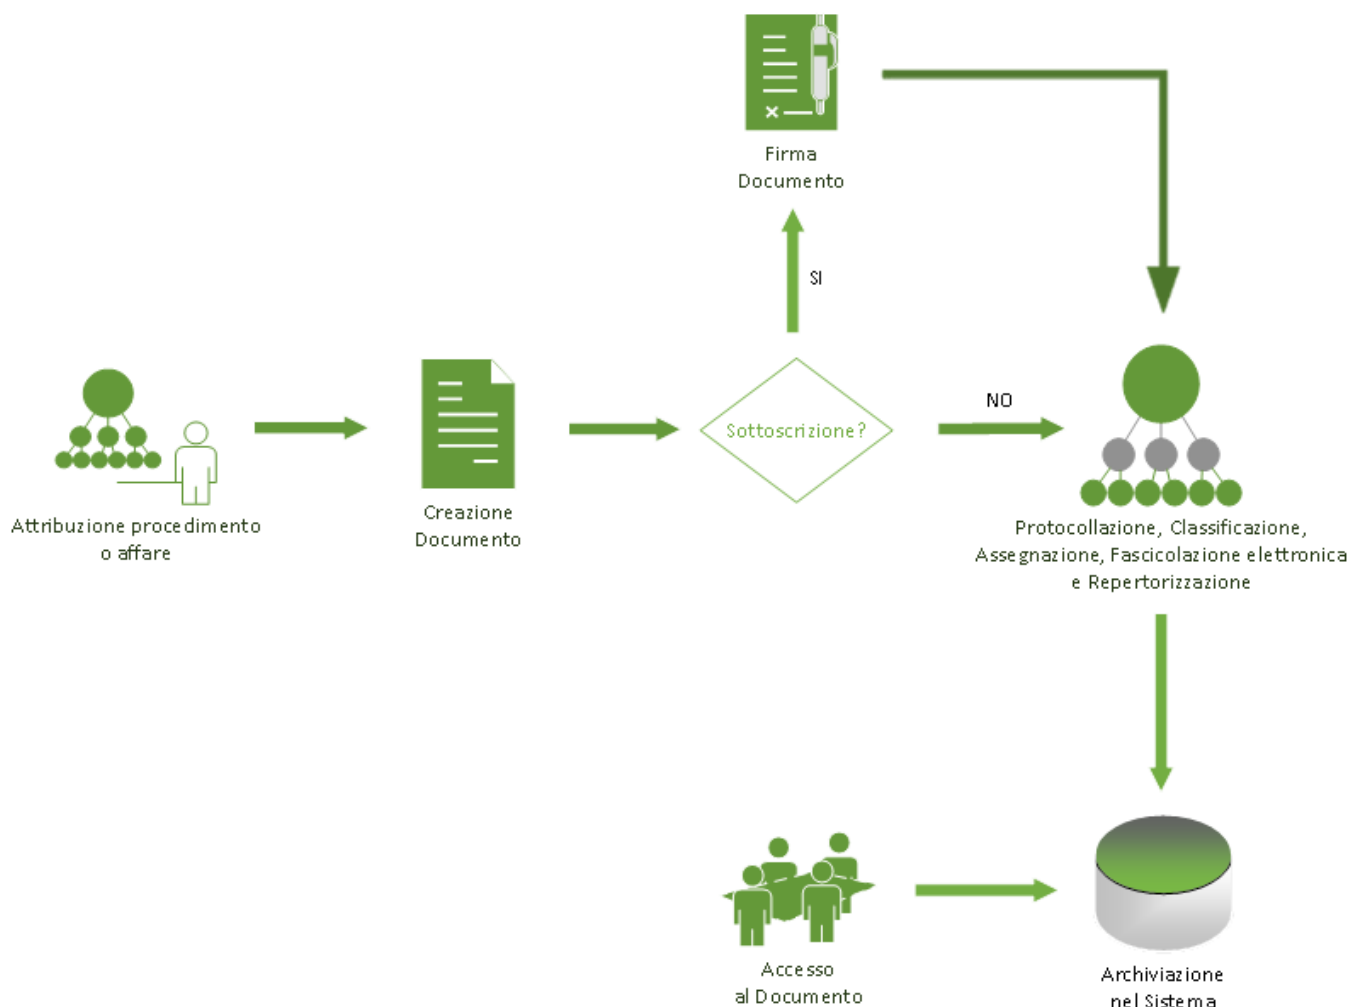 Firma
Documento
SI
Sottoscrizione?
NO
Attribuzione procedimento
o affare
Creazione
Documento
Protocollazione, Classificazione,
Assegnazione, Fascicolazione elettronica
e Repertorizzazione
Accesso
al Documento
Archiviazione
nel Sistema